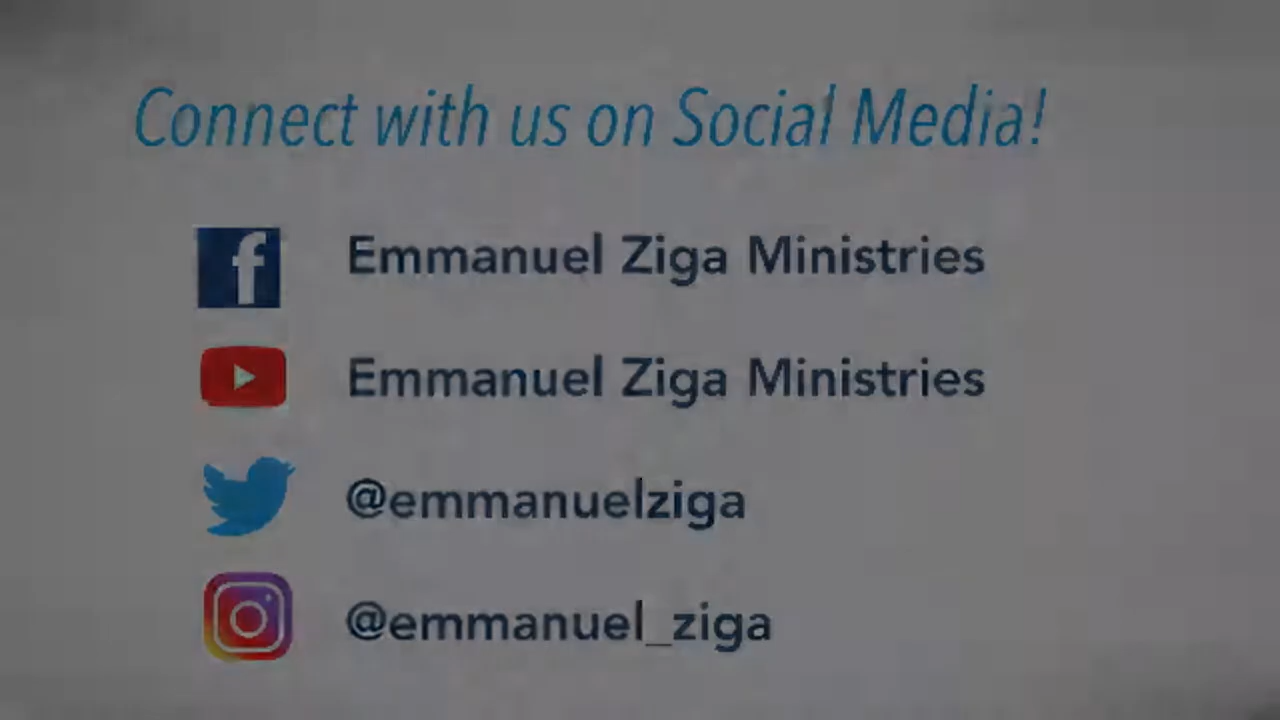 Connect with us on Social Media!
Emmanuel Ziga Ministries
Emmanuel Ziga Ministries
@emmanuelziga
@emmanuel_ziga